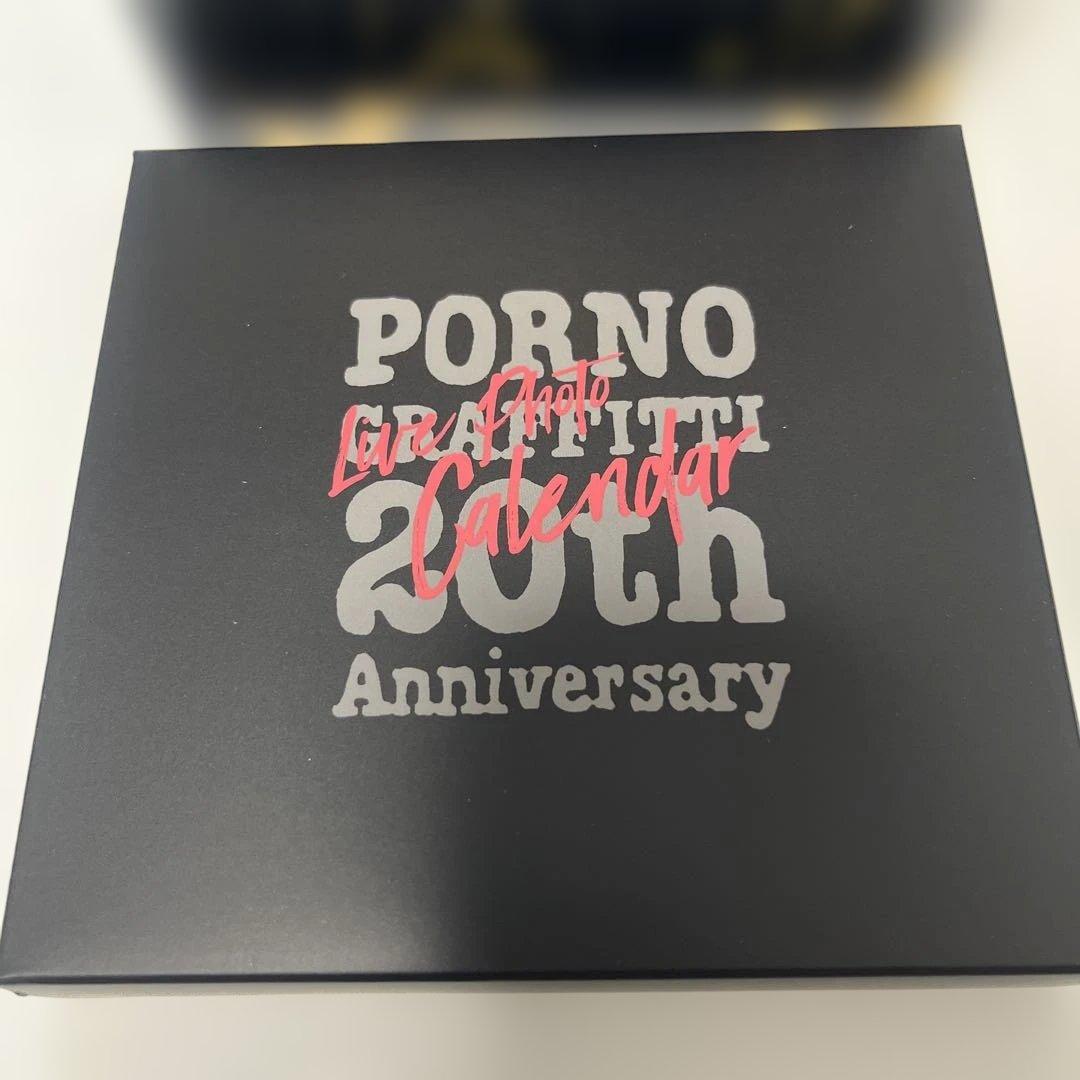 PORNO
GRAFFITTI
Live Photo
Calendar
20th
Anniversary